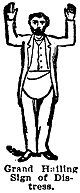 Grand Hailing
Sign of Dis-
tress.